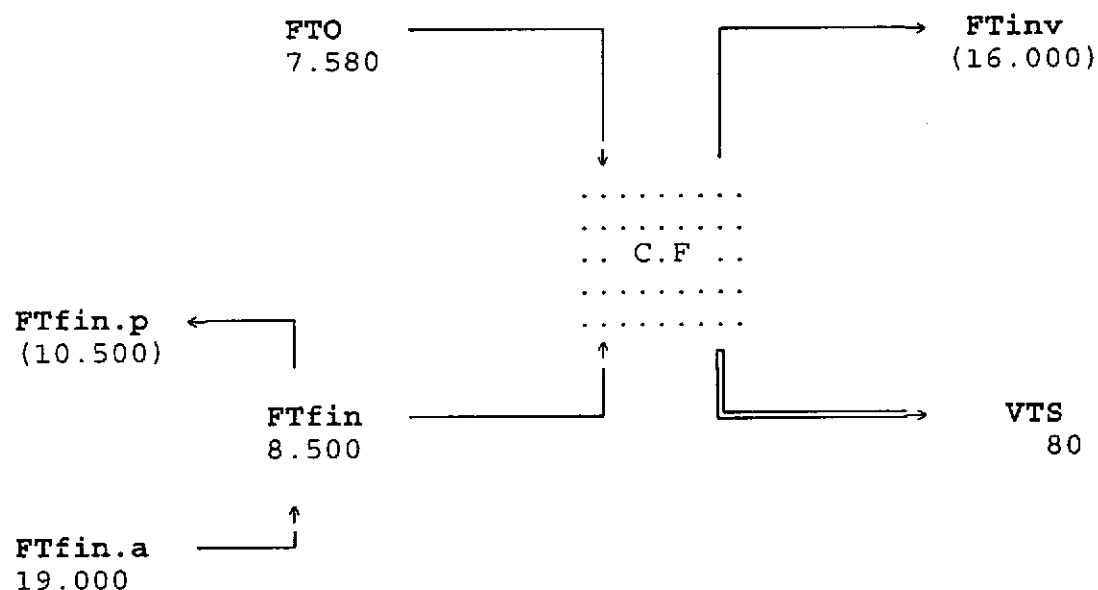 FTO
7.580
FTinv
(16.000)
C.F
FTfin.p
(10.500)
FTfin
8.500
VTS
80
FTfin.a
19.000